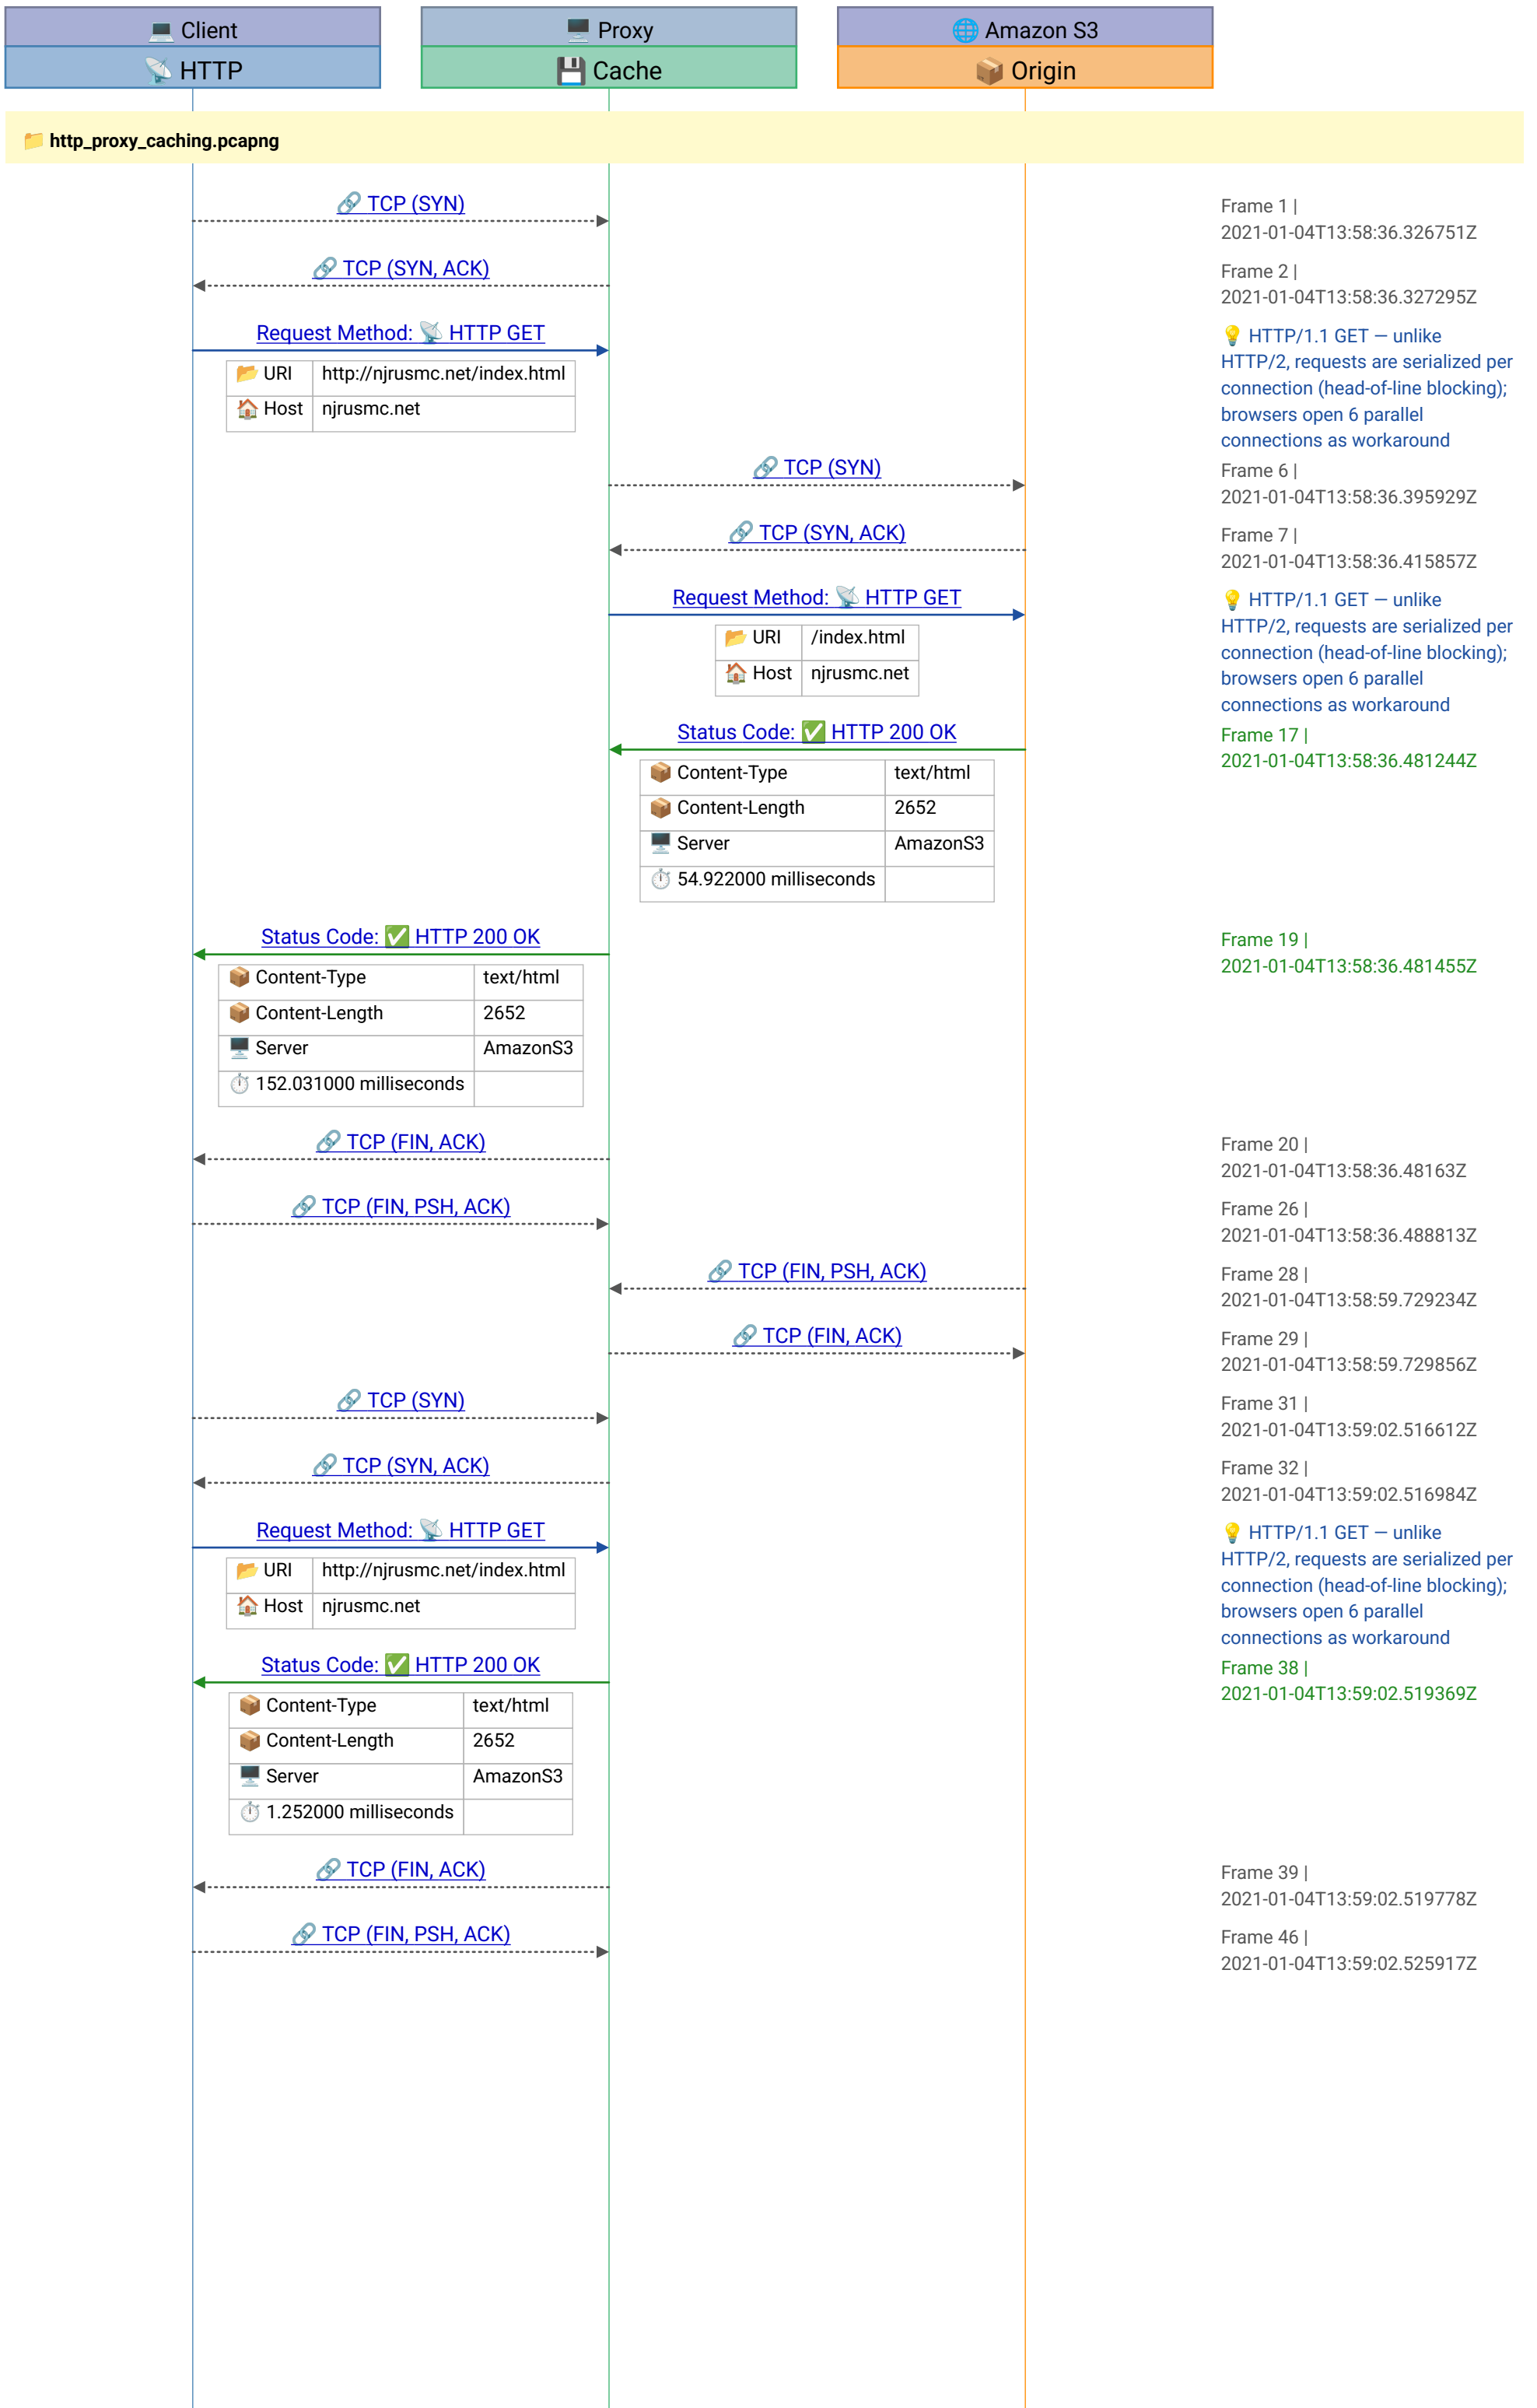 💻 Client
🖥️ Proxy
🌐 Amazon S3
📡 HTTP
💾 Cache
📦 Origin
📁 http_proxy_caching.pcapng
🔗 TCP (SYN)
Frame 1 |
2021-01-04T13:58:36.326751Z
🔗 TCP (SYN, ACK)
Frame 2 |
2021-01-04T13:58:36.327295Z
Request Method: 📡 HTTP GET
📂 URI http://njrusmc.net/index.html
🏠 Host njrusmc.net
💡 HTTP/1.1 GET — unlike
HTTP/2, requests are serialized per
connection (head-of-line blocking);
browsers open 6 parallel
connections as workaround
🔗 TCP (SYN)
Frame 6 |
2021-01-04T13:58:36.395929Z
🔗 TCP (SYN, ACK)
Frame 7 |
2021-01-04T13:58:36.415857Z
Request Method: 📡 HTTP GET
📂 URI /index.html
🏠 Host njrusmc.net
💡 HTTP/1.1 GET — unlike
HTTP/2, requests are serialized per
connection (head-of-line blocking);
browsers open 6 parallel
connections as workaround
Status Code: ✅ HTTP 200 OK
Frame 17 |
2021-01-04T13:58:36.481244Z
📦 Content-Type text/html
📦 Content-Length 2652
🖥️ Server AmazonS3
⏱️ 54.922000 milliseconds
Status Code: ✅ HTTP 200 OK
Frame 19 |
2021-01-04T13:58:36.481455Z
📦 Content-Type text/html
📦 Content-Length 2652
🖥️ Server AmazonS3
⏱️ 152.031000 milliseconds
🔗 TCP (FIN, ACK)
Frame 20 |
2021-01-04T13:58:36.48163Z
🔗 TCP (FIN, PSH, ACK)
Frame 26 |
2021-01-04T13:58:36.488813Z
🔗 TCP (FIN, PSH, ACK)
Frame 28 |
2021-01-04T13:58:59.729234Z
🔗 TCP (FIN, ACK)
Frame 29 |
2021-01-04T13:58:59.729856Z
🔗 TCP (SYN)
Frame 31 |
2021-01-04T13:59:02.516612Z
🔗 TCP (SYN, ACK)
Frame 32 |
2021-01-04T13:59:02.516984Z
Request Method: 📡 HTTP GET
📂 URI http://njrusmc.net/index.html
🏠 Host njrusmc.net
💡 HTTP/1.1 GET — unlike
HTTP/2, requests are serialized per
connection (head-of-line blocking);
browsers open 6 parallel
connections as workaround
Status Code: ✅ HTTP 200 OK
Frame 38 |
2021-01-04T13:59:02.519369Z
📦 Content-Type text/html
📦 Content-Length 2652
🖥️ Server AmazonS3
⏱️ 1.252000 milliseconds
🔗 TCP (FIN, ACK)
Frame 39 |
2021-01-04T13:59:02.519778Z
🔗 TCP (FIN, PSH, ACK)
Frame 46 |
2021-01-04T13:59:02.525917Z